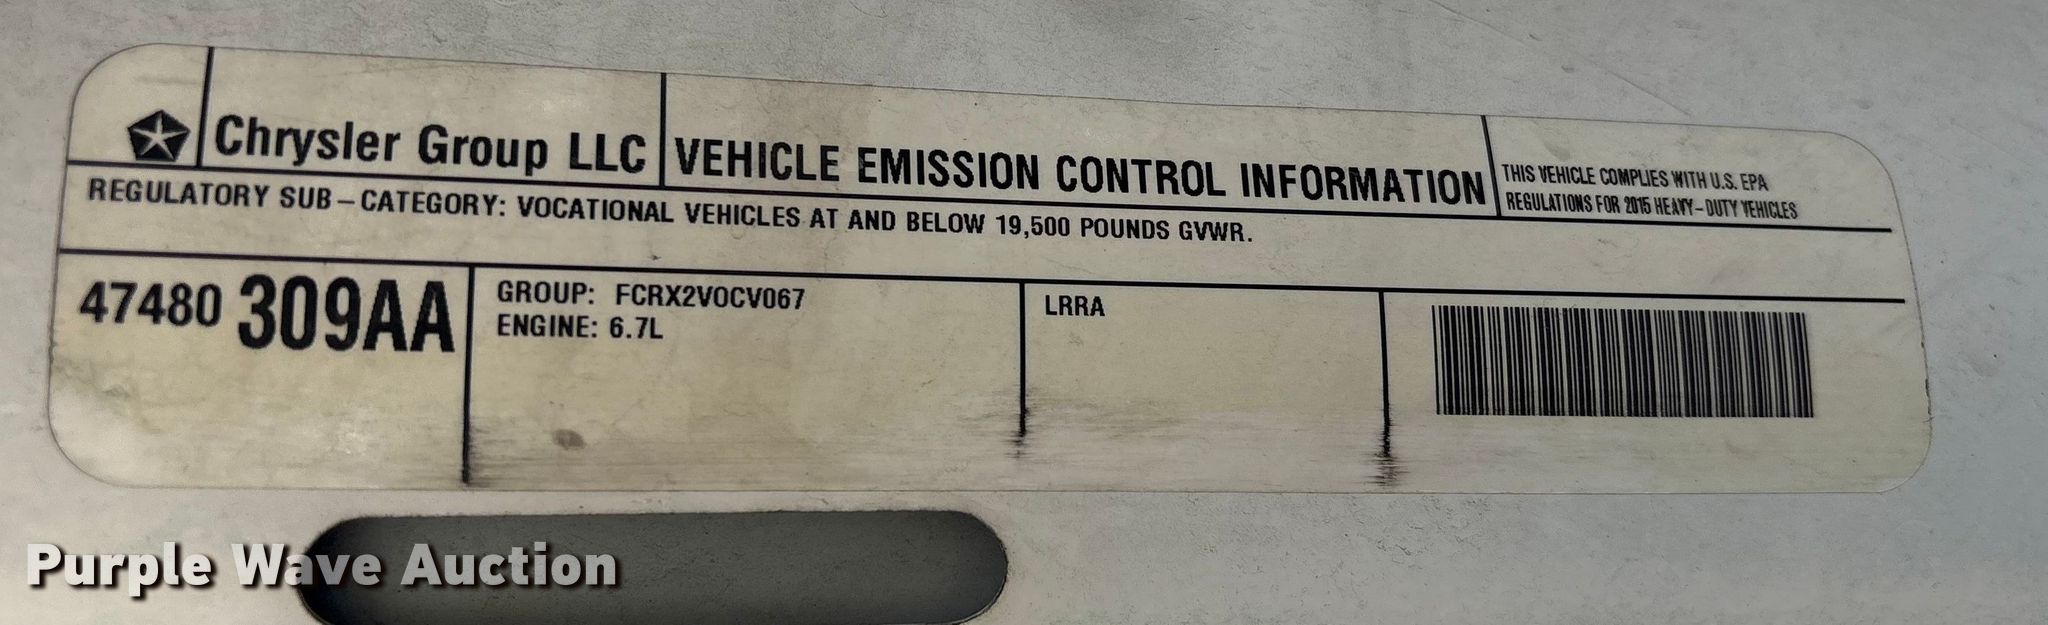 Chrysler Group LLC
VEHICLE EMISSION CONTROL INFORMATION
THIS VEHICLE COMPLIES WITH U.S. EPA
REGULATIONS FOR 2015 HEAVY-DUTY VEHICLES
REGULATORY SUB-CATEGORY: VOCATIONAL VEHICLES AT AND BELOW 19,500 POUNDS GVWR.
47480 309AA
GROUP: FCRX2VOCV067
ENGINE: 6.7L
LRRA
Purple Wave Auction